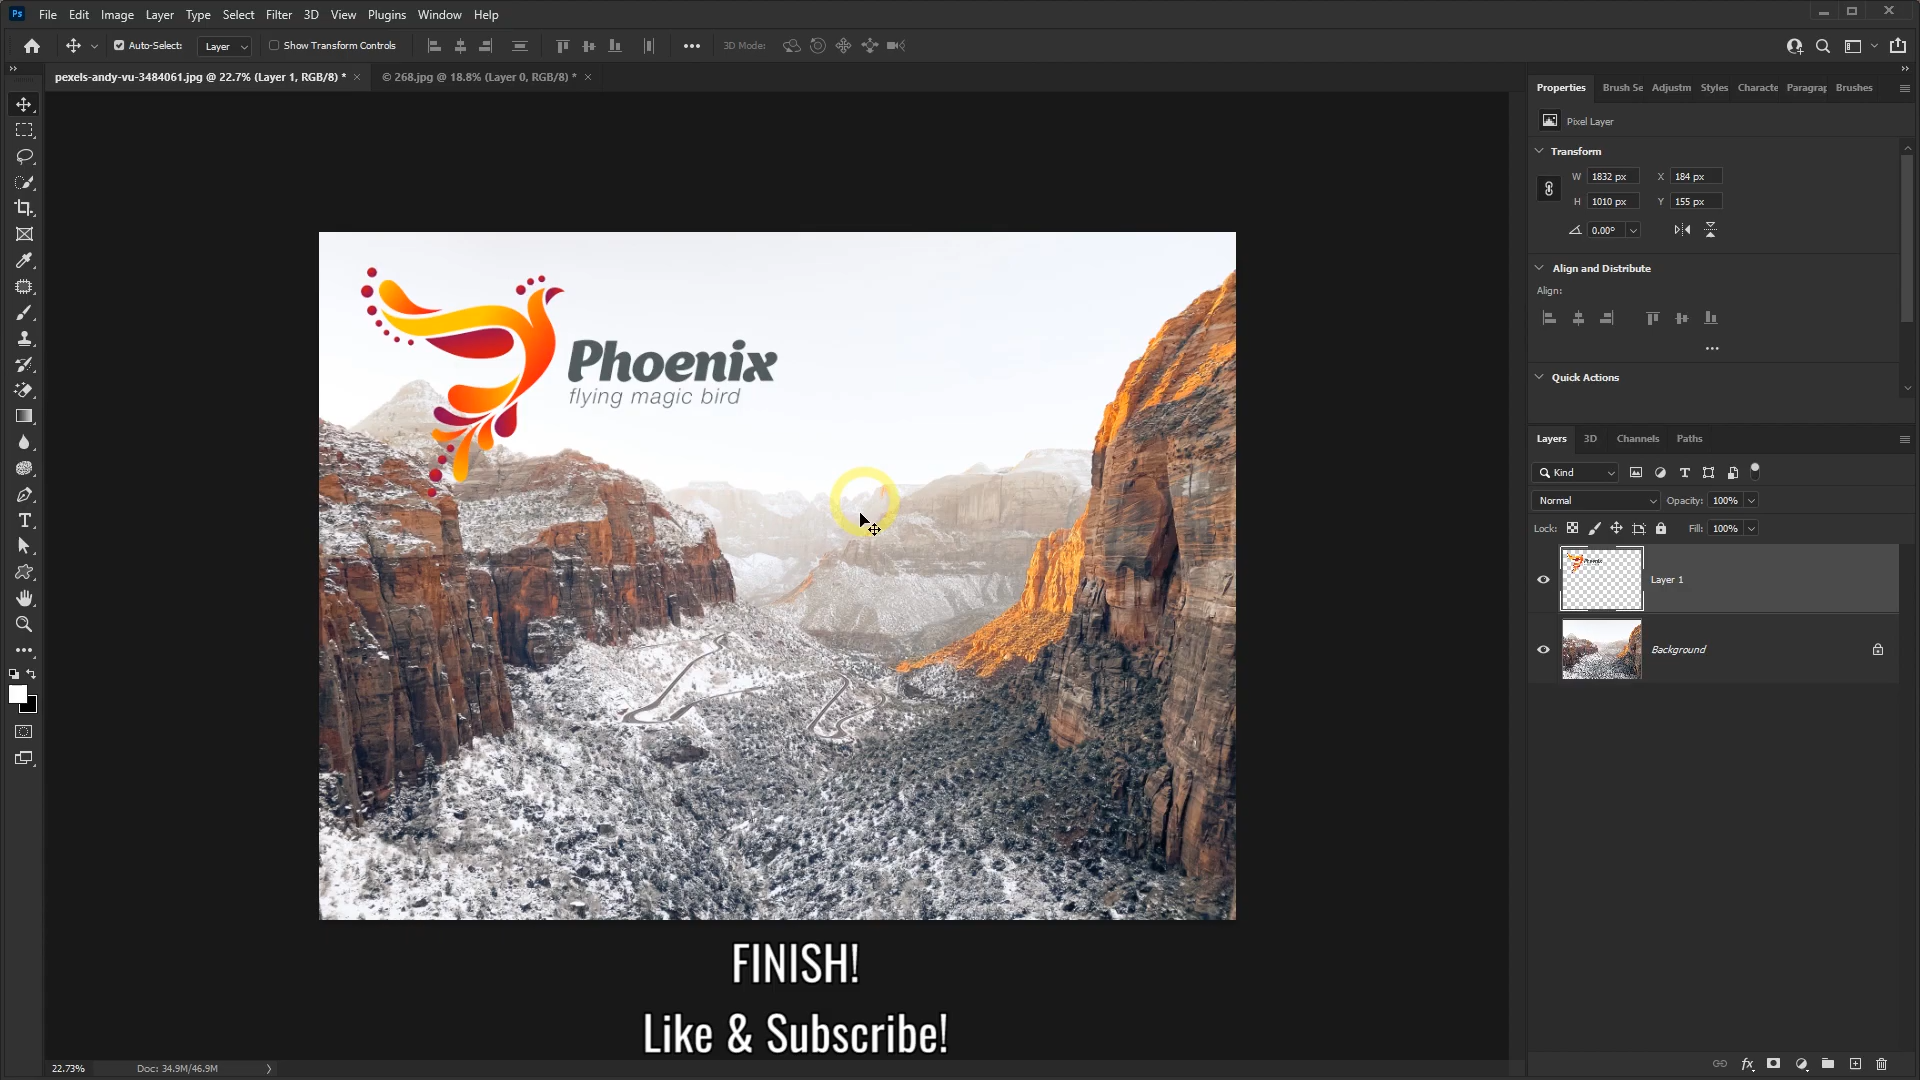 Ps File Edit Image Layer Type Select Filter 3D View Plugins Window Help
Auto-Select: Layer Show Transform Controls 3D Mode:
pexels-andy-vu-3484061.jpg @ 22.7% (Layer 1, RGB/8) * × © 268.jpg @ 18.8% (Layer 0, RGB/8) * ×
Phoenix
flying magic bird
FINISH!
Like & Subscribe!
22.73% Doc: 34.9M/46.9M
Properties Brush Se Adjustm Styles Characte Paragrap Brushes
Pixel Layer
Transform
W 1832 px X 184 px
H 1010 px Y 155 px
0.00°
Align and Distribute
Align:
Quick Actions
Layers 3D Channels Paths
Kind
Normal Opacity: 100%
Lock: Fill: 100%
Layer 1
Background